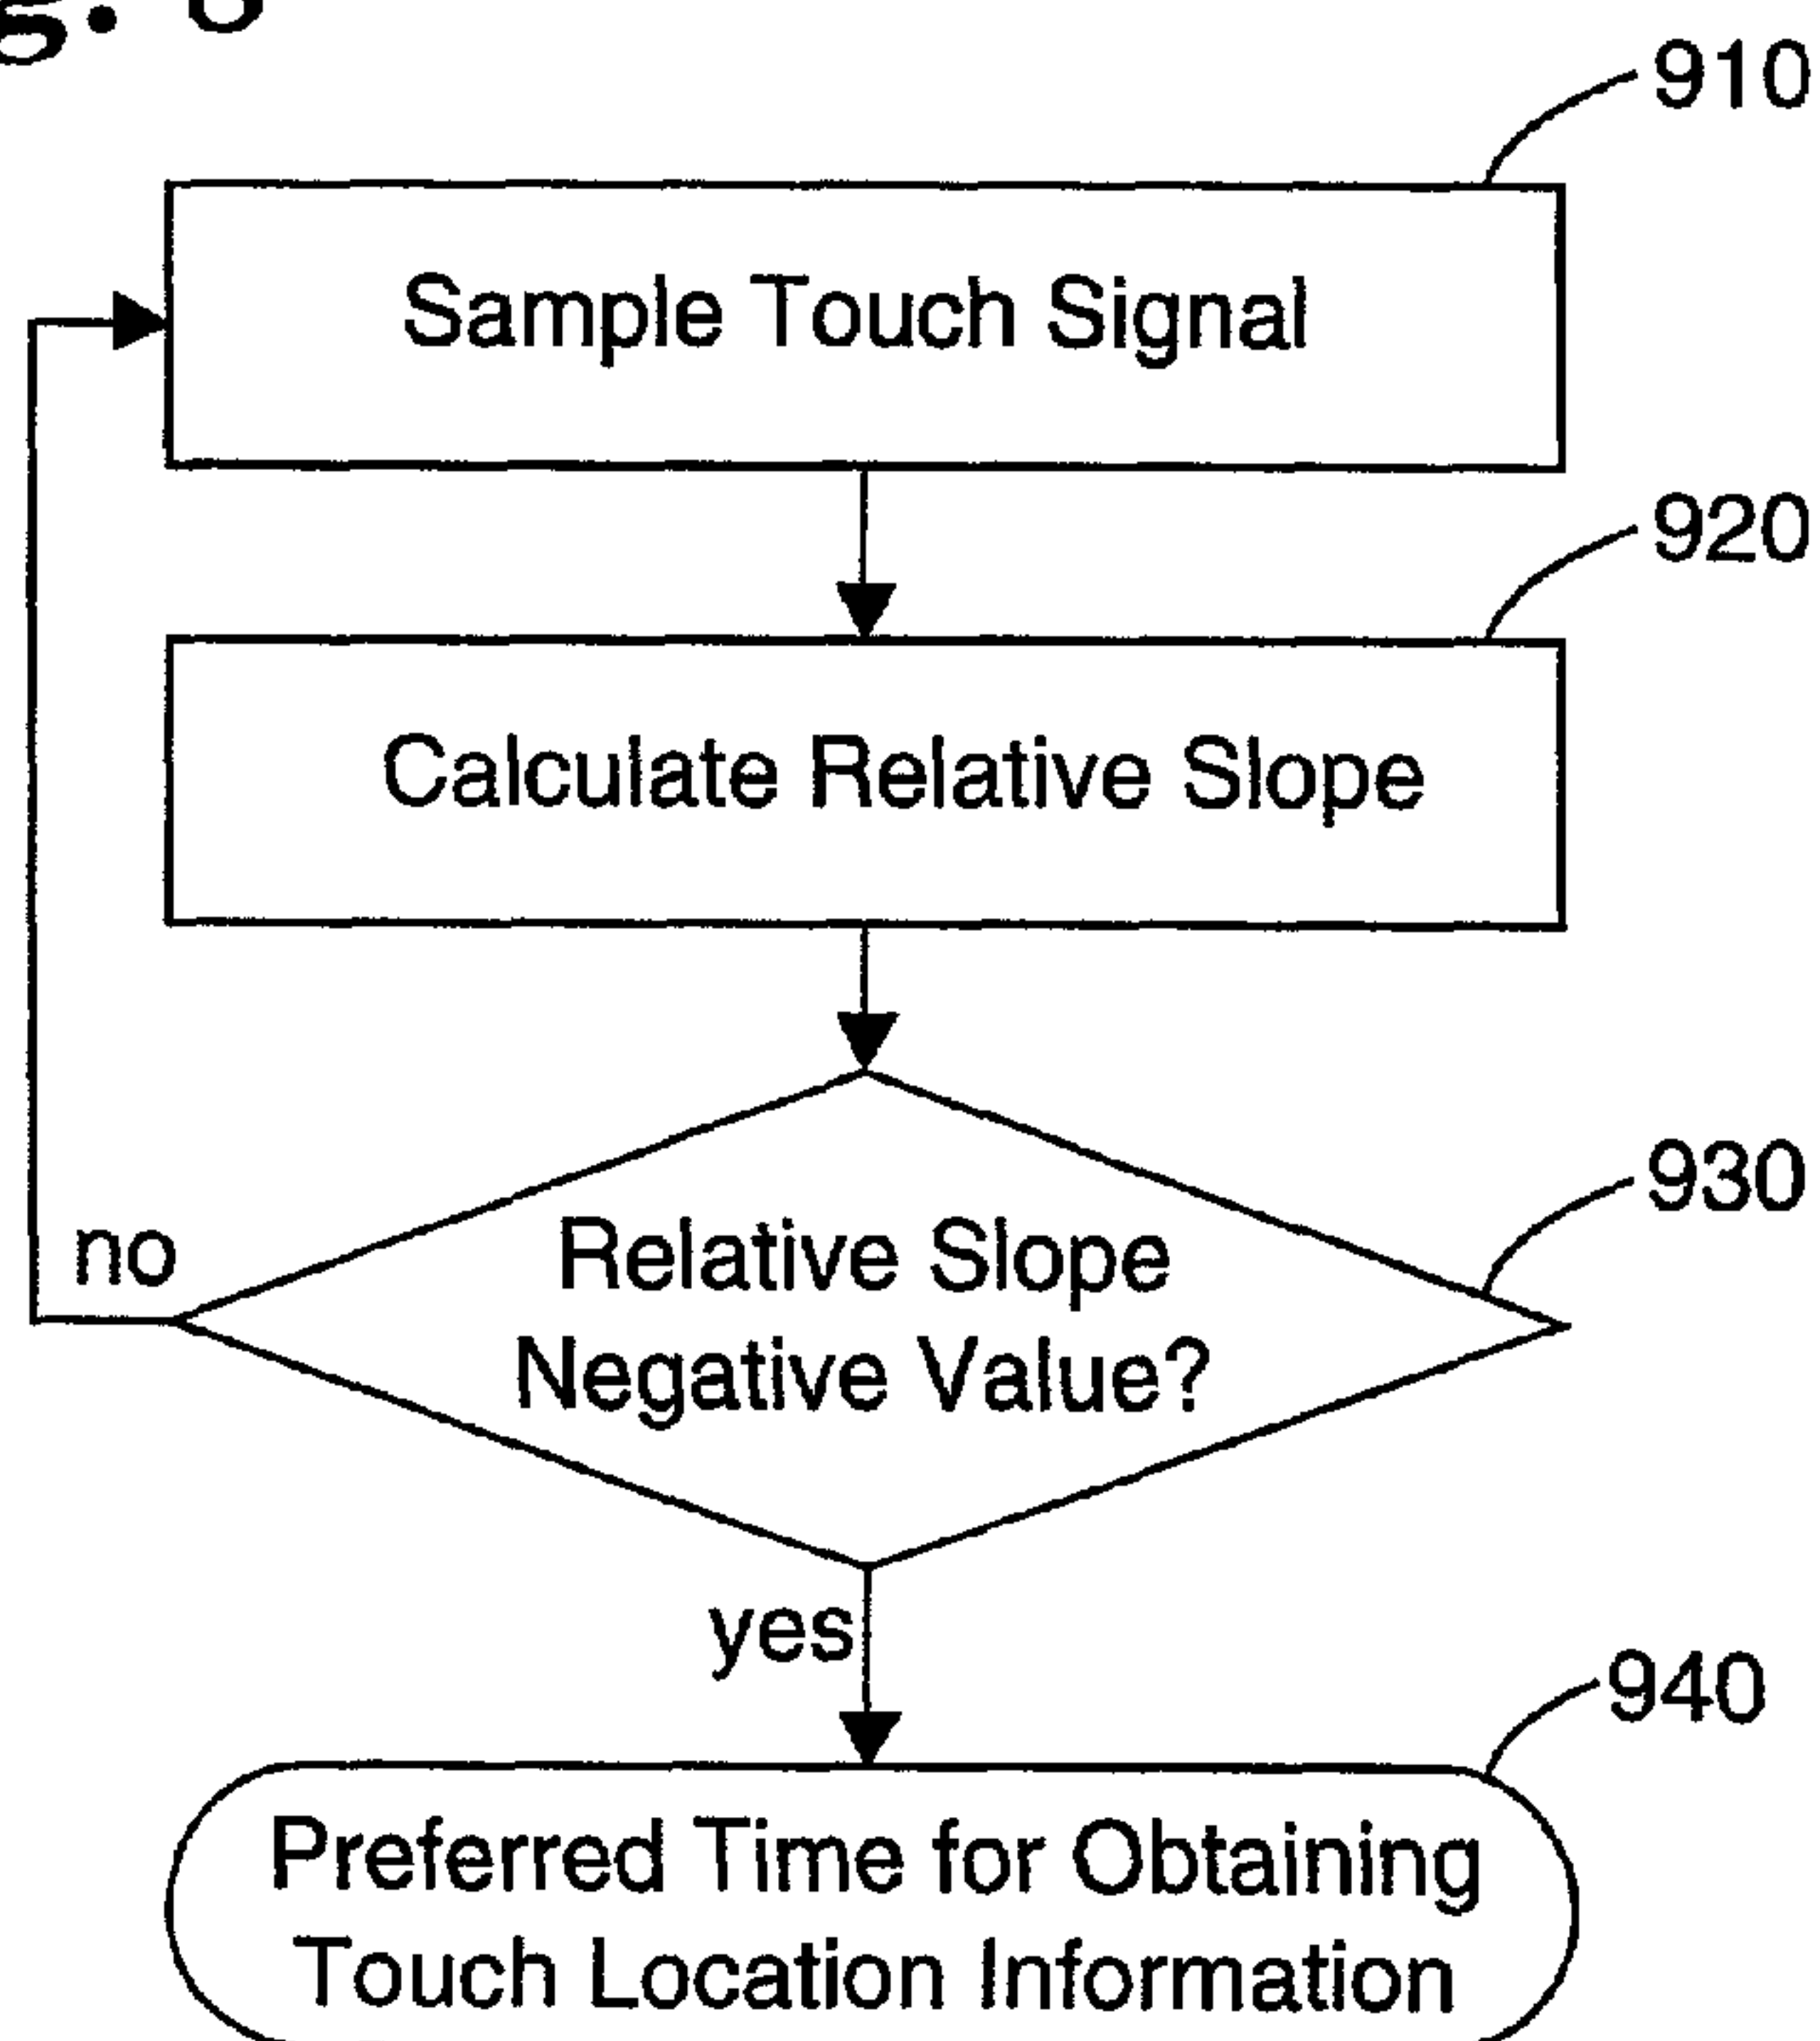 910
Sample Touch Signal
920
Calculate Relative Slope
930
no
Relative Slope
Negative Value?
yes
940
Preferred Time for Obtaining
Touch Location Information